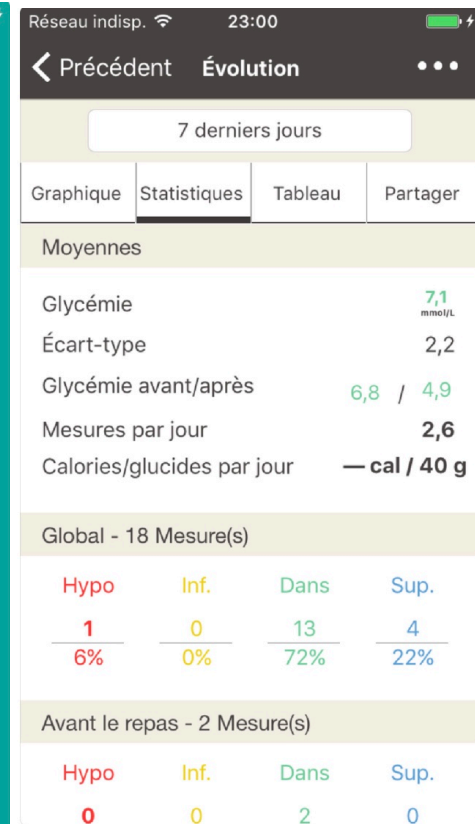 Réseau indisp. 23:00
Précédent Évolution
7 derniers jours
Graphique Statistiques Tableau Partager
Moyennes
Glycémie 7,1
mmol/L
Écart-type 2,2
Glycémie avant/après 6,8 / 4,9
Mesures par jour 2,6
Calories/glucides par jour — cal / 40 g
Global - 18 Mesure(s)
Hypo Inf. Dans Sup.
1 0 13 4
6% 0% 72% 22%
Avant le repas - 2 Mesure(s)
Hypo Inf. Dans Sup.
0 0 2 0